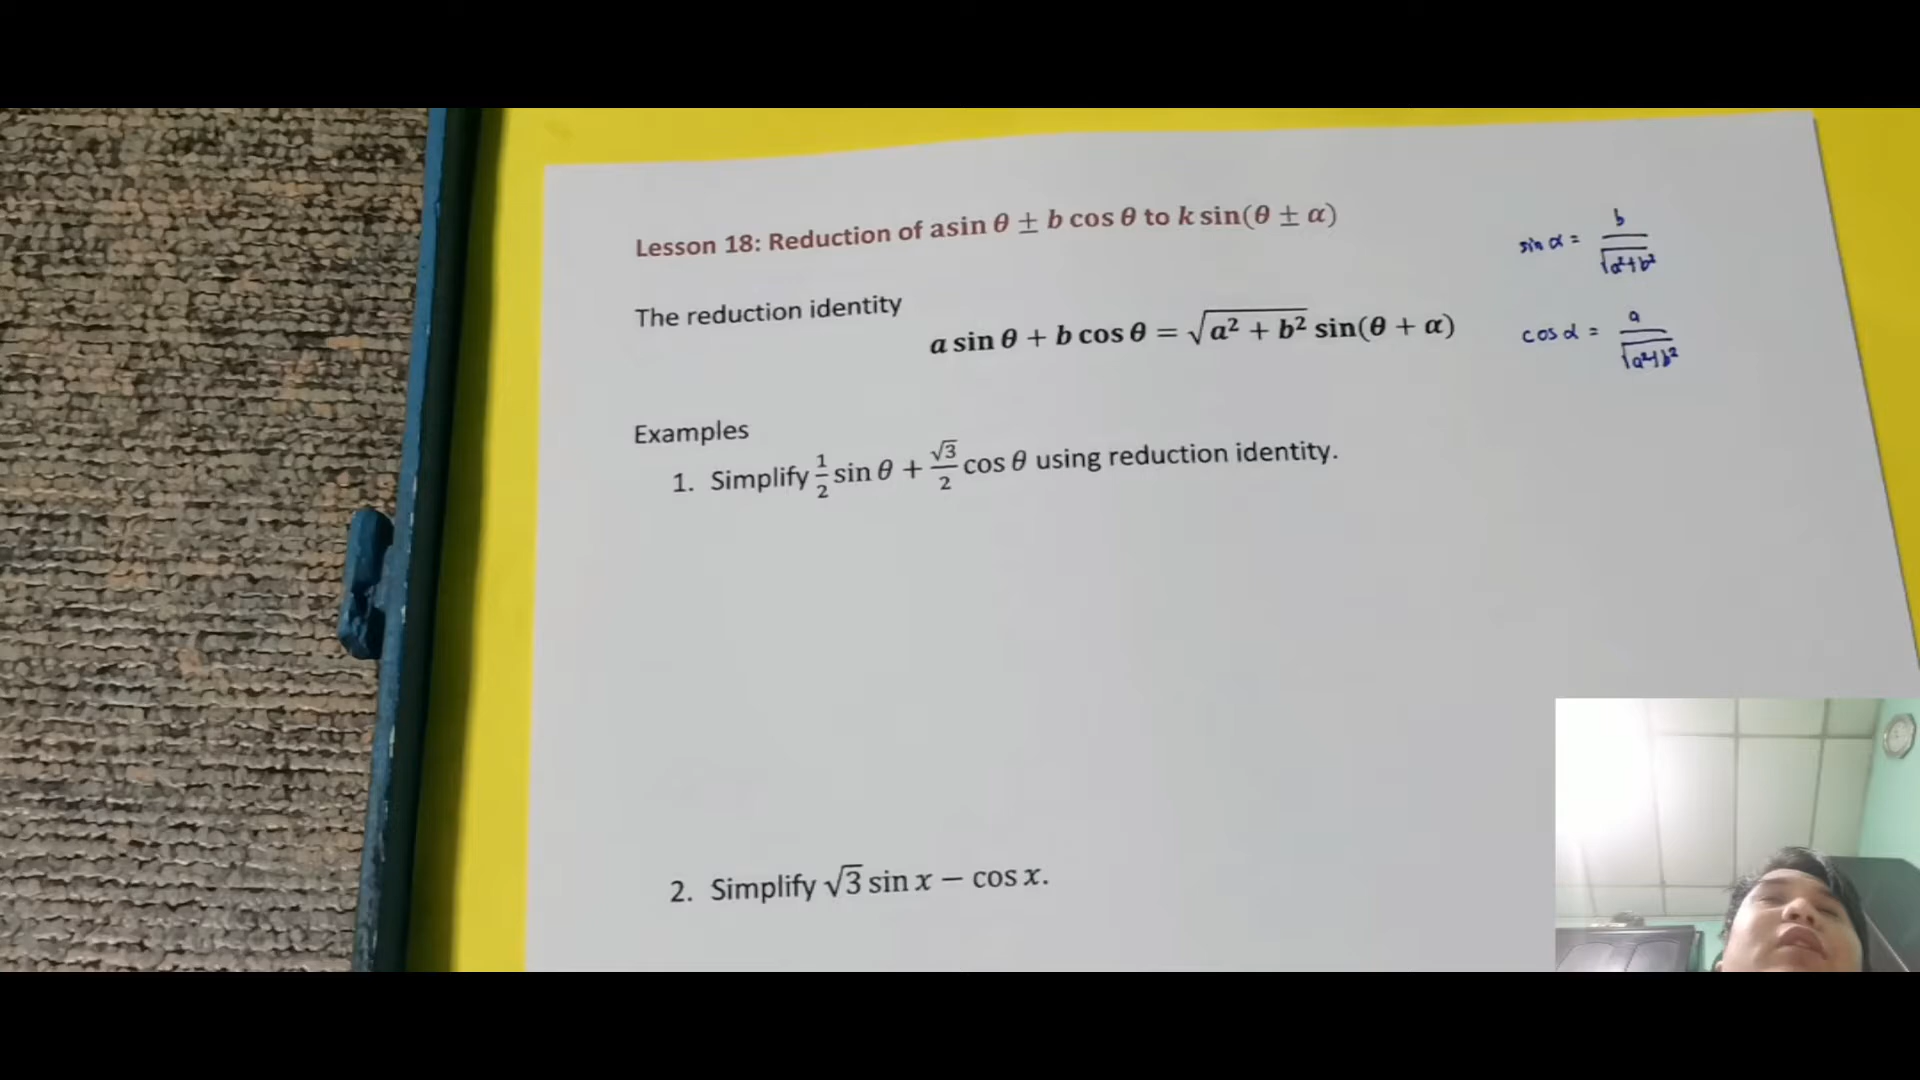 Lesson 18: Reduction of asin θ ± b cos θ to k sin(θ ± α)
sin α = b/√a²+b²
The reduction identity
a sin θ + b cos θ = √a² + b² sin(θ + α)
cos α = a/√a²+b²
Examples
1. Simplify 1/2 sin θ + √3/2 cos θ using reduction identity.
2. Simplify √3 sin x − cos x.